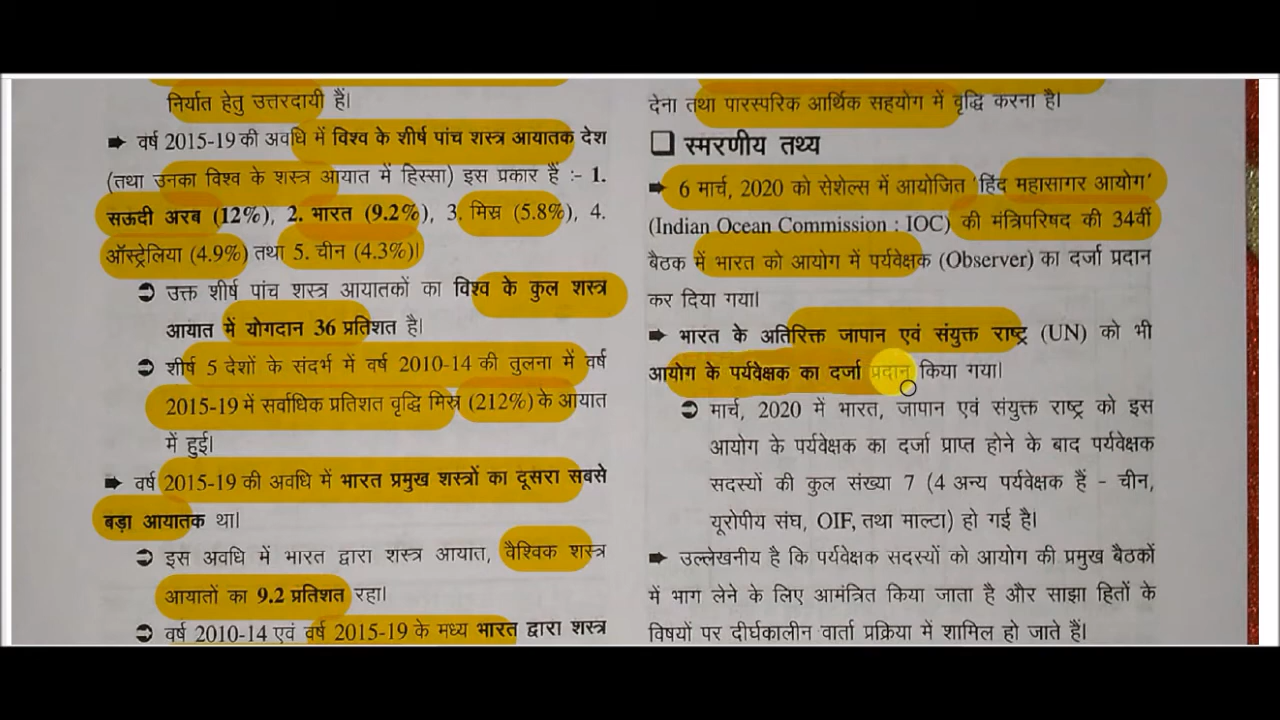 निर्यात हेतु उत्तरदायी हैं।
➡ वर्ष 2015-19 की अवधि में विश्व के शीर्ष पांच शस्त्र आयातक देश
(तथा उनका विश्व के शस्त्र आयात में हिस्सा) इस प्रकार हैं :- 1.
सऊदी अरब (12%), 2. भारत (9.2%), 3. मिस्र (5.8%), 4.
ऑस्ट्रेलिया (4.9%) तथा 5. चीन (4.3%)।
➲ उक्त शीर्ष पांच शस्त्र आयातकों का विश्व के कुल शस्त्र
आयात में योगदान 36 प्रतिशत है।
➲ शीर्ष 5 देशों के संदर्भ में वर्ष 2010-14 की तुलना में वर्ष
2015-19 में सर्वाधिक प्रतिशत वृद्धि मिस्र (212%) के आयात
में हुई।
➡ वर्ष 2015-19 की अवधि में भारत प्रमुख शस्त्रों का दूसरा सबसे
बड़ा आयातक था।
➲ इस अवधि में भारत द्वारा शस्त्र आयात, वैश्विक शस्त्र
आयातों का 9.2 प्रतिशत रहा।
➲ वर्ष 2010-14 एवं वर्ष 2015-19 के मध्य भारत द्वारा शस्त्र
देना तथा पारस्परिक आर्थिक सहयोग में वृद्धि करना है।
❑ स्मरणीय तथ्य
➡ 6 मार्च, 2020 को सेशेल्स में आयोजित 'हिंद महासागर आयोग'
(Indian Ocean Commission : IOC) की मंत्रिपरिषद की 34वीं
बैठक में भारत को आयोग में पर्यवेक्षक (Observer) का दर्जा प्रदान
कर दिया गया।
➡ भारत के अतिरिक्त जापान एवं संयुक्त राष्ट्र (UN) को भी
आयोग के पर्यवेक्षक का दर्जा प्रदान किया गया।
➲ मार्च, 2020 में भारत, जापान एवं संयुक्त राष्ट्र को इस
आयोग के पर्यवेक्षक का दर्जा प्राप्त होने के बाद पर्यवेक्षक
सदस्यों की कुल संख्या 7 (4 अन्य पर्यवेक्षक हैं - चीन,
यूरोपीय संघ, OIF, तथा माल्टा) हो गई है।
➡ उल्लेखनीय है कि पर्यवेक्षक सदस्यों को आयोग की प्रमुख बैठकों
में भाग लेने के लिए आमंत्रित किया जाता है और साझा हितों के
विषयों पर दीर्घकालीन वार्ता प्रक्रिया में शामिल हो जाते हैं।